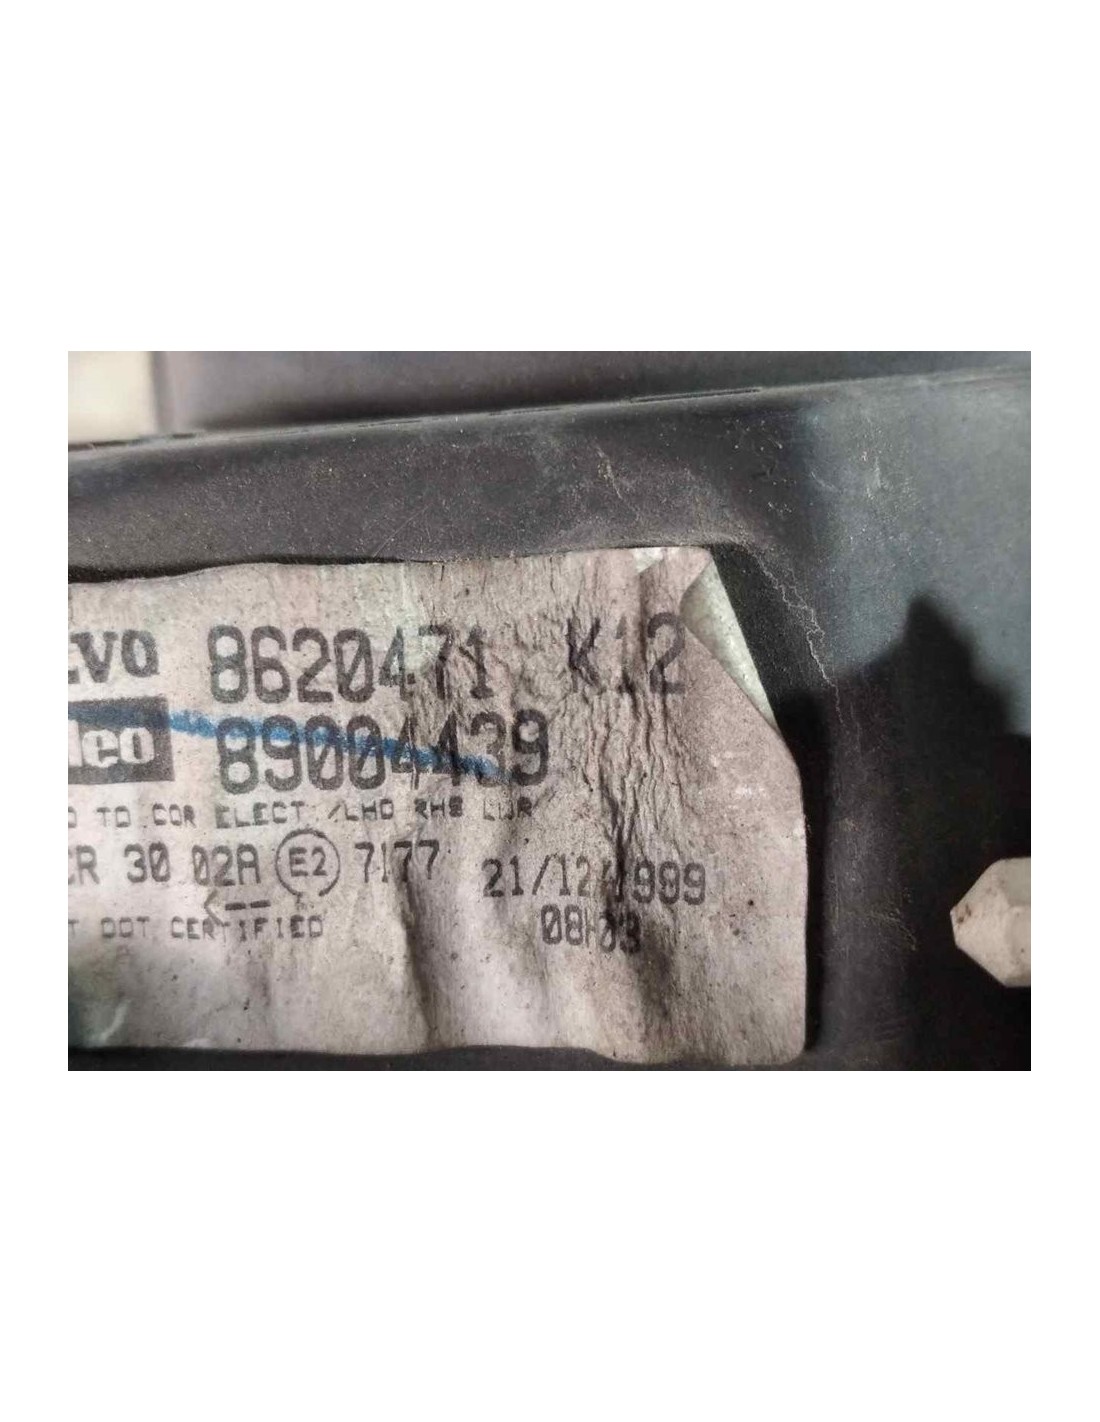 LVO 8620471 K12
leo 89004439
D TO COR ELECT./LHD RHS LWR
CR 30 02A E2 7177 21/12/1999
T DOT CERTIFIED 08:03